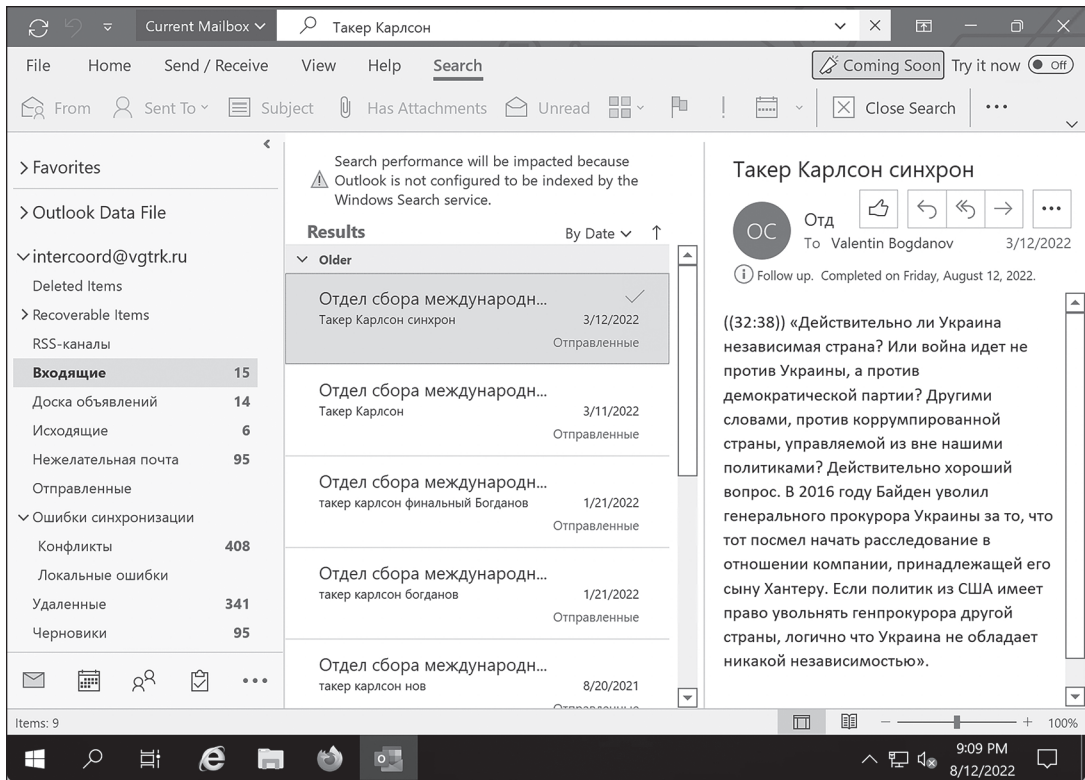 Current Mailbox
Такер Карлсон
File Home Send / Receive View Help Search
Coming Soon Try it now Off
From Sent To Subject Has Attachments Unread Close Search
Favorites
Outlook Data File
intercoord@vgtrk.ru
Deleted Items
Recoverable Items
RSS-каналы
Входящие 15
Доска объявлений 14
Исходящие 6
Нежелательная почта 95
Отправленные
Ошибки синхронизации
Конфликты 408
Локальные ошибки
Удаленные 341
Черновики 95
Search performance will be impacted because
Outlook is not configured to be indexed by the
Windows Search service.
Results By Date
Older
Отдел сбора международн...
Такер Карлсон синхрон 3/12/2022
Отправленные
Отдел сбора международн...
Такер Карлсон 3/11/2022
Отправленные
Отдел сбора международн...
такер карлсон финальный Богданов 1/21/2022
Отправленные
Отдел сбора международн...
такер карлсон богданов 1/21/2022
Отправленные
Отдел сбора международн...
такер карлсон нов 8/20/2021
Отправленные
Такер Карлсон синхрон
ОС
Отд
To Valentin Bogdanov 3/12/2022
Follow up. Completed on Friday, August 12, 2022.
((32:38)) «Действительно ли Украина
независимая страна? Или война идет не
против Украины, а против
демократической партии? Другими
словами, против коррумпированной
страны, управляемой из вне нашими
политиками? Действительно хороший
вопрос. В 2016 году Байден уволил
генерального прокурора Украины за то, что
тот посмел начать расследование в
отношении компании, принадлежащей его
сыну Хантеру. Если политик из США имеет
право увольнять генпрокурора другой
страны, логично что Украина не обладает
никакой независимостью».
Items: 9 100%
9:09 PM
8/12/2022